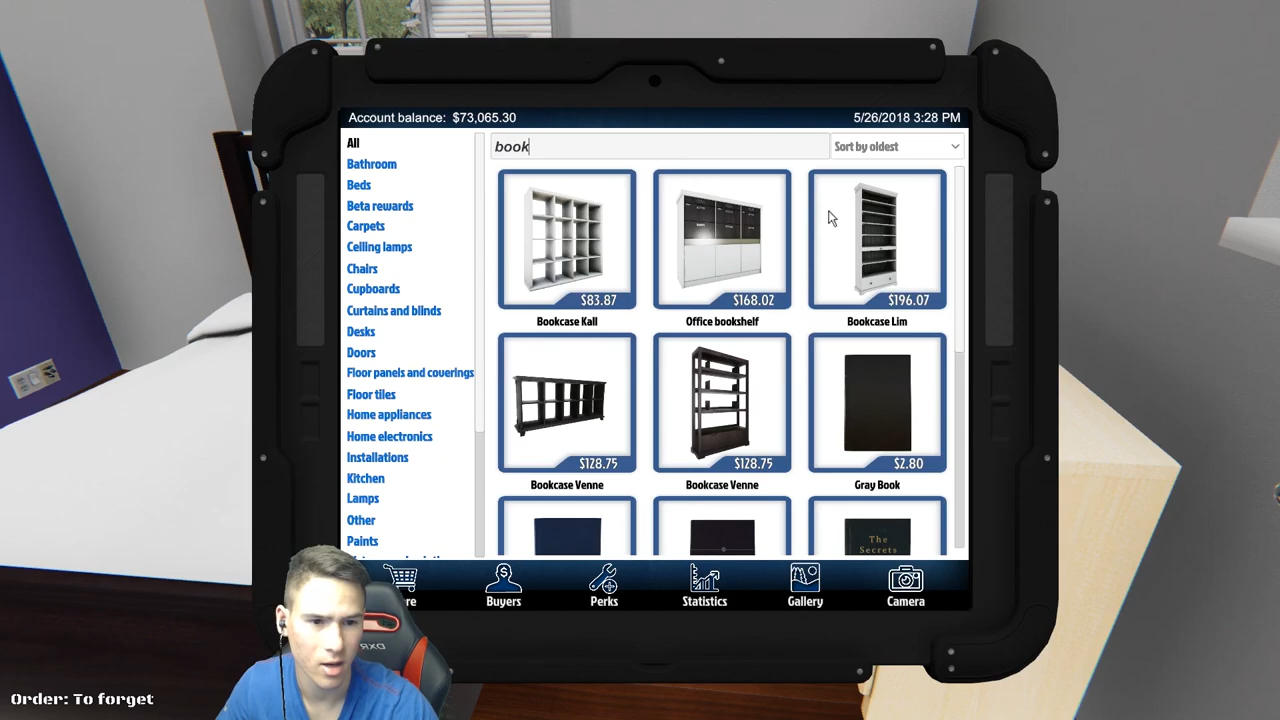 Account balance: $73,065.30
5/26/2018 3:28 PM
All
Bathroom
Beds
Beta rewards
Carpets
Ceiling lamps
Chairs
Cupboards
Curtains and blinds
Desks
Doors
Floor panels and coverings
Floor tiles
Home appliances
Home electronics
Installations
Kitchen
Lamps
Other
Paints
book
Sort by oldest
$83.87
$168.02
$196.07
Bookcase Kall
Office bookshelf
Bookcase Lim
$128.75
$128.75
$2.80
Bookcase Venne
Bookcase Venne
Gray Book
The
Secrets
Buyers
Perks
Statistics
Gallery
Camera
Order: To forget